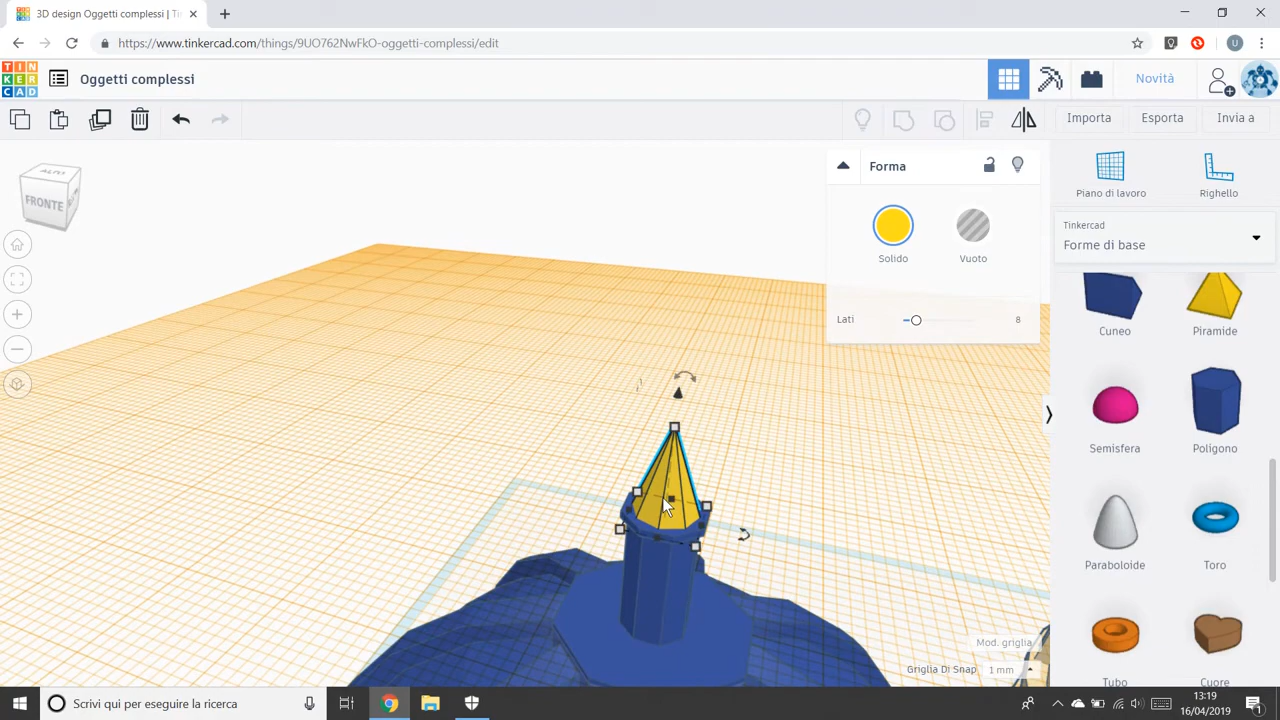 3D design Oggetti complessi | Ti
https://www.tinkercad.com/things/9UO762NwFkO-oggetti-complessi/edit
U
TIN
KER
CAD
Oggetti complessi
Novità
Importa
Esporta
Invia a
ALTO
FRONTE
Forma
Solido
Vuoto
Lati
8
Piano di lavoro
Righello
Tinkercad
Forme di base
Cuneo
Piramide
Semisfera
Poligono
Paraboloide
Toro
Tubo
Cuore
Mod. griglia
Griglia Di Snap
1 mm
Scrivi qui per eseguire la ricerca
13:19
16/04/2019
1